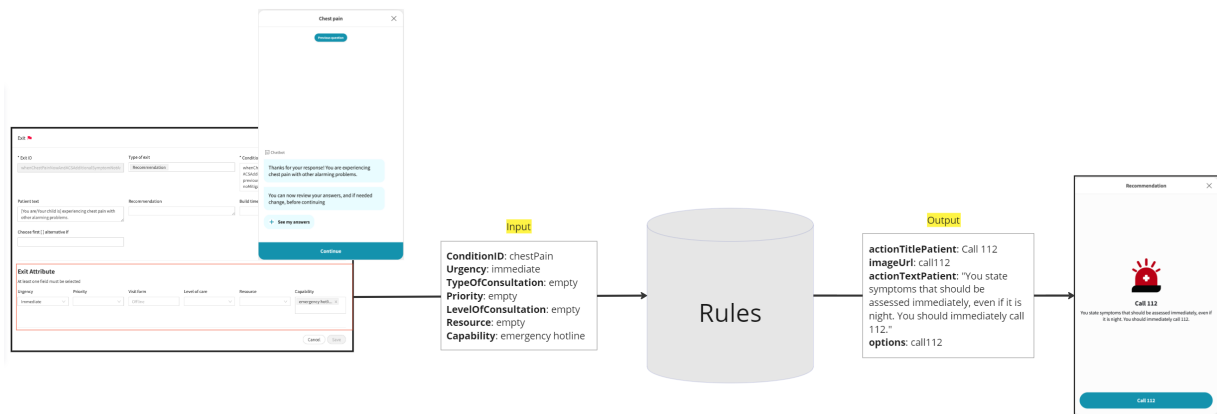 Chest pain
Previous question
Chatbot
Thanks for your response! You are experiencing
chest pain with other alarming problems.
You can now review your answers, and if needed
change, before continuing
+ See my answers
Continue
Exit
* Exit ID
Type of exit
Recommendation
Patient text
[You are/Your child is] experiencing chest pain with
other alarming problems.
Recommendation
Build time
Choose first [ ] alternative if
Exit Attribute
At least one field must be selected
Urgency
Priority
Visit form
Level of care
Resource
Capability
Immediate
Offline
emergency hotli...
Cancel
Save
Input
ConditionID: chestPain
Urgency: immediate
TypeOfConsultation: empty
Priority: empty
LevelOfConsultation: empty
Resource: empty
Capability: emergency hotline
Rules
Output
actionTitlePatient: Call 112
imageUrl: call112
actionTextPatient: "You state
symptoms that should be
assessed immediately, even if it is
night. You should immediately call
112."
options: call112
Recommendation
Call 112
You state symptoms that should be assessed immediately, even if
it is night. You should immediately call 112.
Call 112